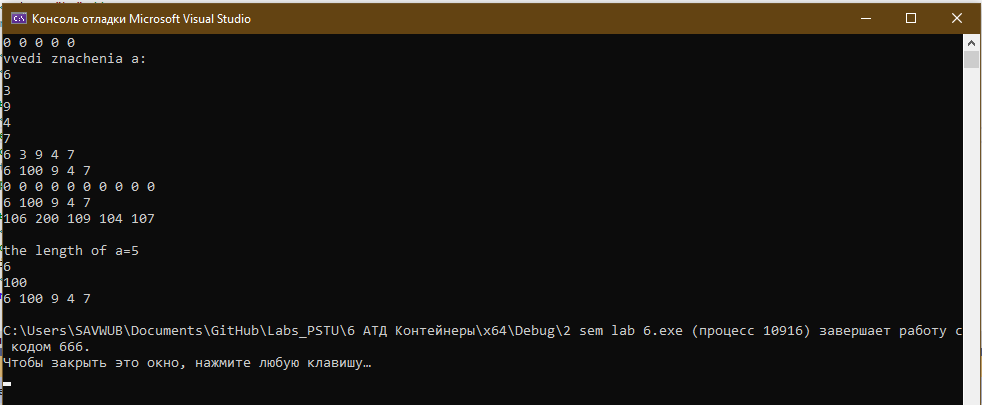 Консоль отладки Microsoft Visual Studio
0 0 0 0 0
vvedi znachenia a:
6
3
9
4
7
6 3 9 4 7
6 100 9 4 7
0 0 0 0 0 0 0 0 0 0
6 100 9 4 7
106 200 109 104 107
the length of a=5
6
100
6 100 9 4 7
C:\Users\SAVWUB\Documents\GitHub\Labs_PSTU\6 АТД Контейнеры\x64\Debug\2 sem lab 6.exe (процесс 10916) завершает работу с
кодом 666.
Чтобы закрыть это окно, нажмите любую клавишу…